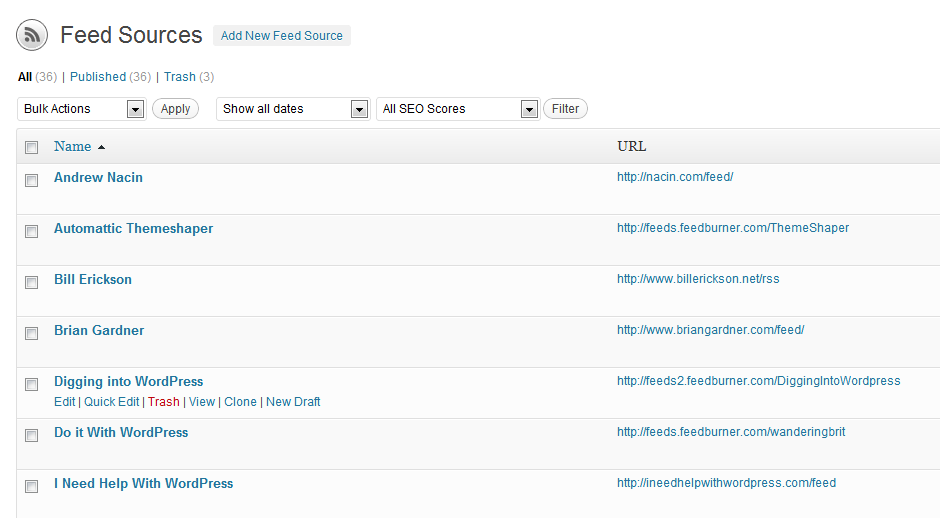 Feed Sources Add New Feed Source
All (36) | Published (36) | Trash (3)
Bulk Actions Apply Show all dates All SEO Scores Filter
Name URL
Andrew Nacin http://nacin.com/feed/
Automattic Themeshaper http://feeds.feedburner.com/ThemeShaper
Bill Erickson http://www.billerickson.net/rss
Brian Gardner http://www.briangardner.com/feed/
Digging into WordPress http://feeds2.feedburner.com/DiggingIntoWordpress
Edit | Quick Edit | Trash | View | Clone | New Draft
Do it With WordPress http://feeds.feedburner.com/wanderingbrit
I Need Help With WordPress http://ineedhelpwithwordpress.com/feed